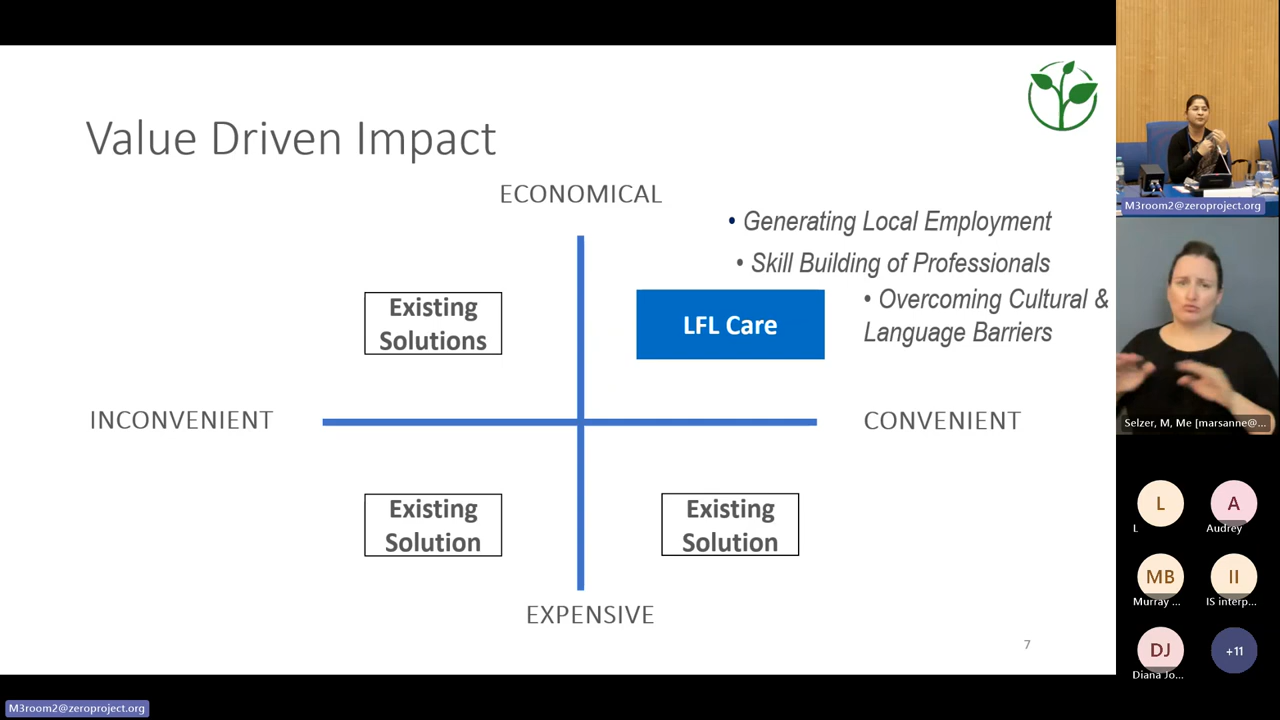 Value Driven Impact
ECONOMICAL
• Generating Local Employment
• Skill Building of Professionals
• Overcoming Cultural &
Language Barriers
Existing
Solutions
LFL Care
INCONVENIENT
CONVENIENT
Existing
Solution
Existing
Solution
EXPENSIVE
7
M3room2@zeroproject.org
M3room2@zeroproject.org
Selzer, M, Me [marsanne@...
L
L
A
Audrey
MB
Murray ...
II
IS interp...
DJ
Diana Jo...
+11